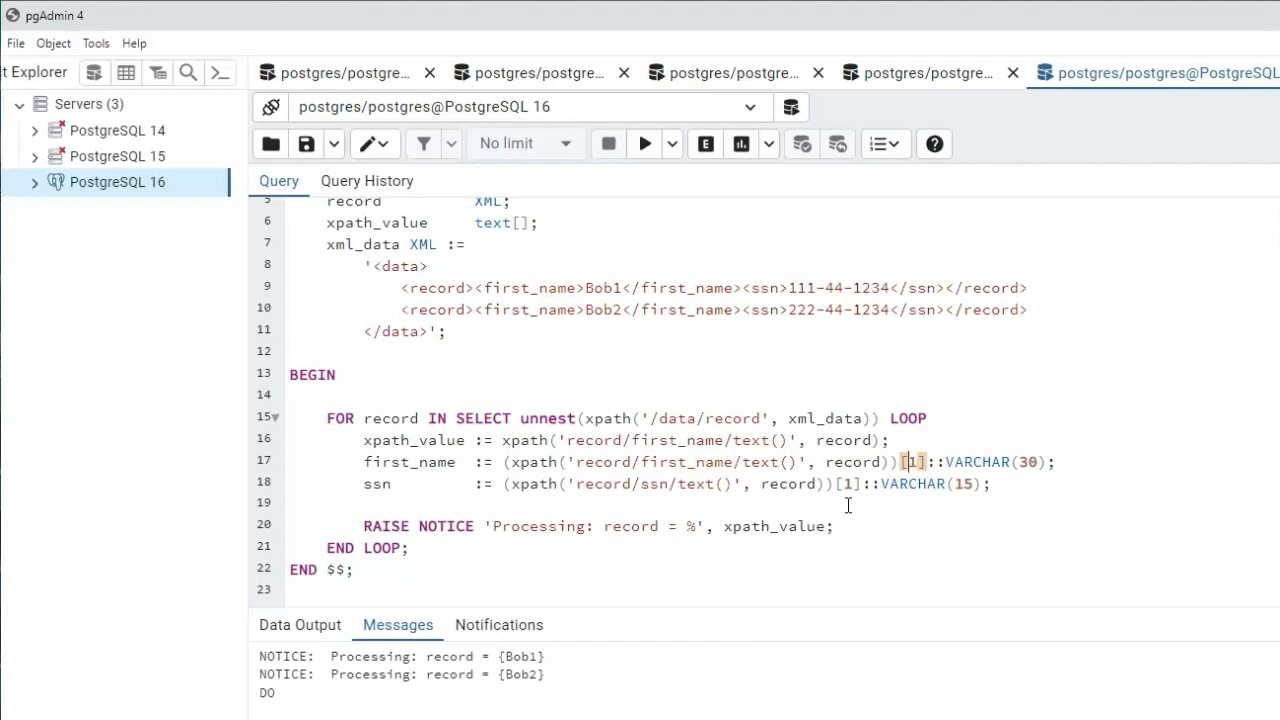 pgAdmin 4
File Object Tools Help
t Explorer postgres/postgre... postgres/postgre... postgres/postgre... postgres/postgre... postgres/postgres@PostgreSQL
Servers (3)
postgres/postgres@PostgreSQL 16
PostgreSQL 14
No limit
PostgreSQL 15
PostgreSQL 16
Query Query History
5 record XML;
6 xpath_value text[];
7 xml_data XML :=
8 '<data>
9 <record><first_name>Bob1</first_name><ssn>111-44-1234</ssn></record>
10 <record><first_name>Bob2</first_name><ssn>222-44-1234</ssn></record>
11 </data>';
12
13 BEGIN
14
15 FOR record IN SELECT unnest(xpath('/data/record', xml_data)) LOOP
16 xpath_value := xpath('record/first_name/text()', record);
17 first_name := (xpath('record/first_name/text()', record))[1]::VARCHAR(30);
18 ssn := (xpath('record/ssn/text()', record))[1]::VARCHAR(15);
19
20 RAISE NOTICE 'Processing: record = %', xpath_value;
21 END LOOP;
22 END $$;
23
Data Output Messages Notifications
NOTICE: Processing: record = {Bob1}
NOTICE: Processing: record = {Bob2}
DO